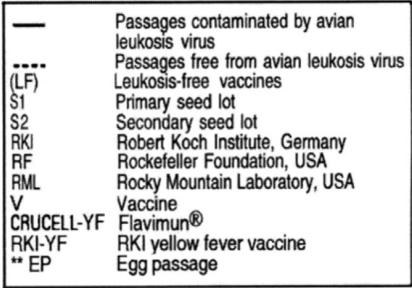 Passages contaminated by avian
leukosis virus
Passages free from avian leukosis virus
(LF) Leukosis-free vaccines
S1 Primary seed lot
S2 Secondary seed lot
RKI Robert Koch Institute, Germany
RF Rockefeller Foundation, USA
RML Rocky Mountain Laboratory, USA
V Vaccine
CRUCELL-YF Flavimun®
RKI-YF RKI yellow fever vaccine
** EP Egg passage